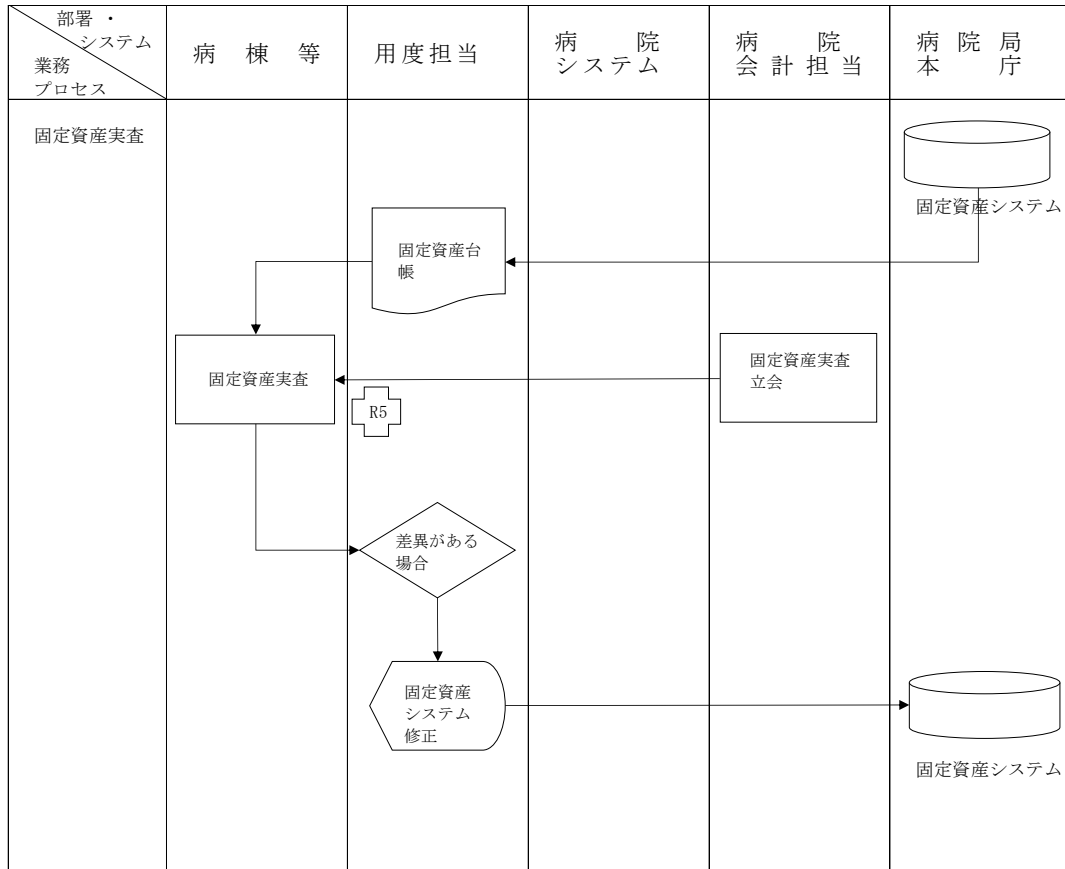 部署・
システム
業務
プロセス
病棟等
用度担当
病院
システム
病院
会計担当
病院局
本庁
固定資産実査
固定資産システム
固定資産台
帳
固定資産実査
固定資産実査
立会
R5
差異がある
場合
固定資産
システム
修正
固定資産システム